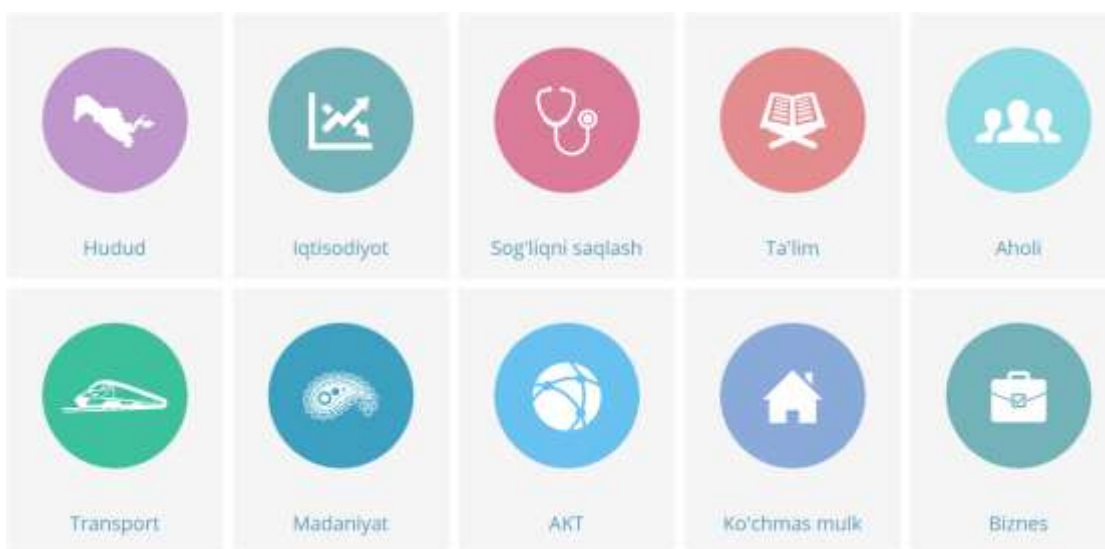 Hudud
Iqtisodiyot
Sog'liqni saqlash
Ta'lim
Aholi
Transport
Madaniyat
AKT
Ko'chmas mulk
Biznes